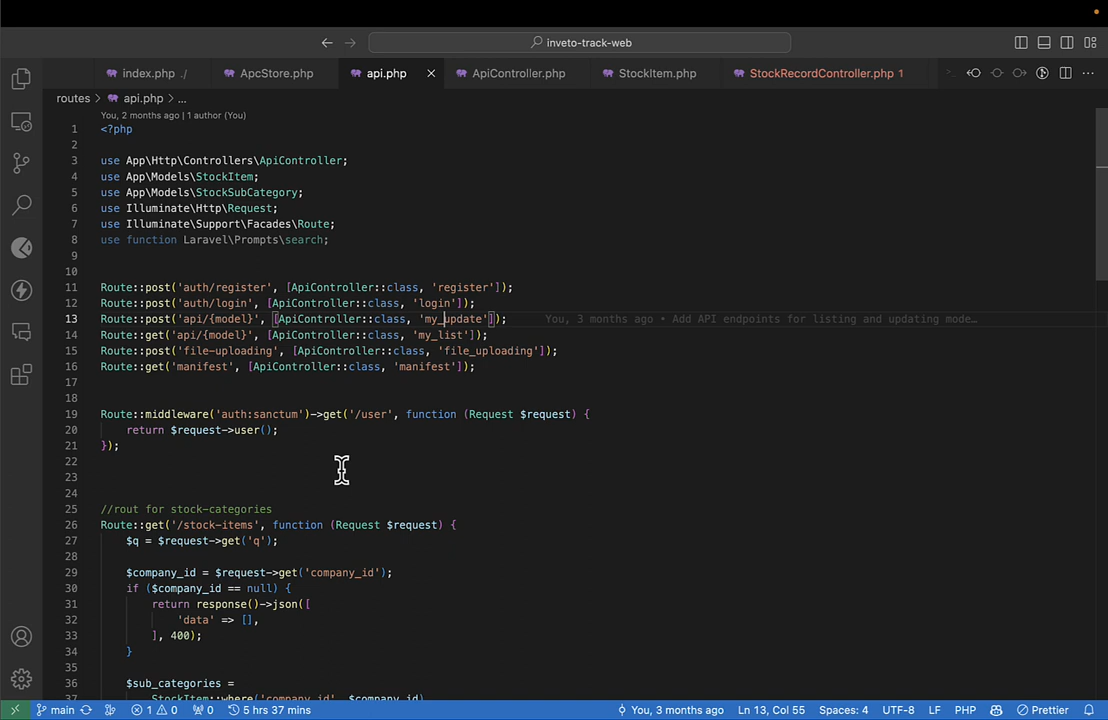 inveto-track-web
index.php ./
ApcStore.php
api.php
ApiController.php
StockItem.php
StockRecordController.php 1
routes > api.php > ...
You, 2 months ago | 1 author (You)
1 <?php
2
3 use App\Http\Controllers\ApiController;
4 use App\Models\StockItem;
5 use App\Models\StockSubCategory;
6 use Illuminate\Http\Request;
7 use Illuminate\Support\Facades\Route;
8 use function Laravel\Prompts\search;
9
10
11 Route::post('auth/register', [ApiController::class, 'register']);
12 Route::post('auth/login', [ApiController::class, 'login']);
13 Route::post('api/{model}', [ApiController::class, 'my_update']); You, 3 months ago • Add API endpoints for listing and updating mode…
14 Route::get('api/{model}', [ApiController::class, 'my_list']);
15 Route::post('file-uploading', [ApiController::class, 'file_uploading']);
16 Route::get('manifest', [ApiController::class, 'manifest']);
17
18
19 Route::middleware('auth:sanctum')->get('/user', function (Request $request) {
20 return $request->user();
21 });
22
23
24
25 //rout for stock-categories
26 Route::get('/stock-items', function (Request $request) {
27 $q = $request->get('q');
28
29 $company_id = $request->get('company_id');
30 if ($company_id == null) {
31 return response()->json([
32 'data' => [],
33 ], 400);
34 }
35
36 $sub_categories =
37 StockItem::where('company_id', $company_id)
main
1 0
0
5 hrs 37 mins
You, 3 months ago
Ln 13, Col 55
Spaces: 4
UTF-8
LF
PHP
Prettier